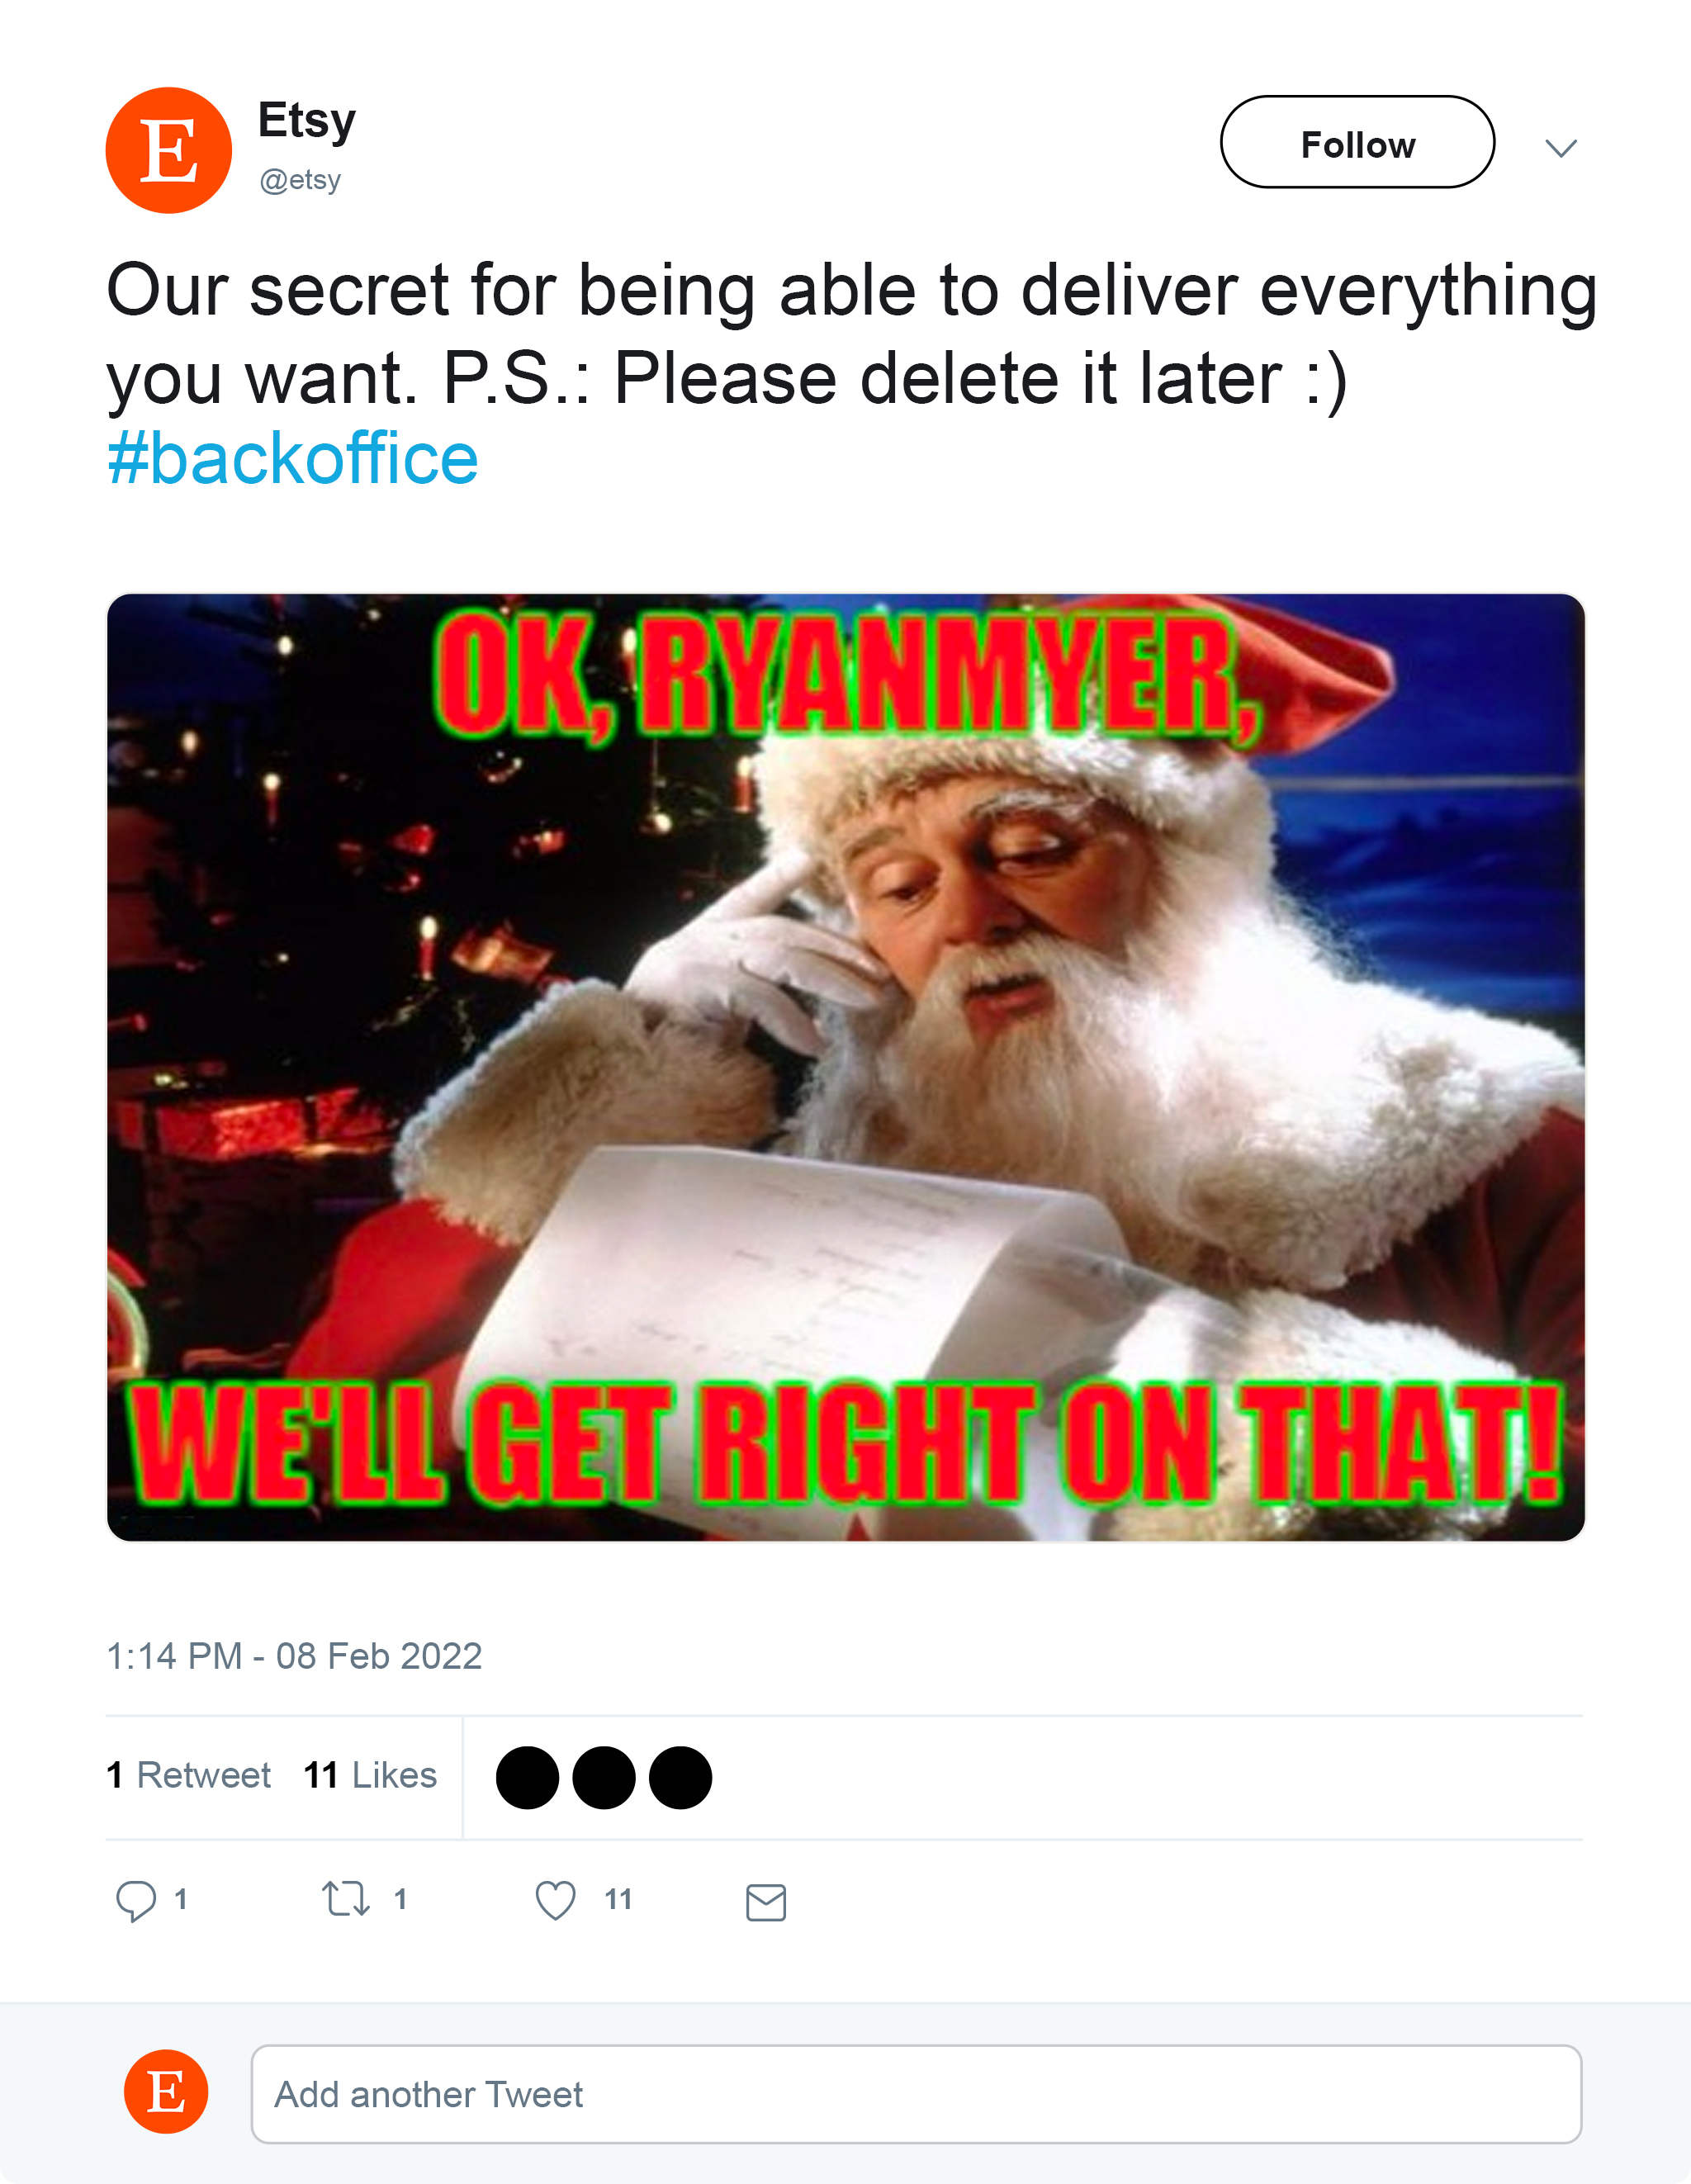 E
Etsy
@etsy
Follow
Our secret for being able to deliver everything
you want. P.S.: Please delete it later :)
#backoffice
OK, RYANMYER,
WE'LL GET RIGHT ON THAT!
1:14 PM - 08 Feb 2022
1 Retweet 11 Likes
1 1 11
E
Add another Tweet